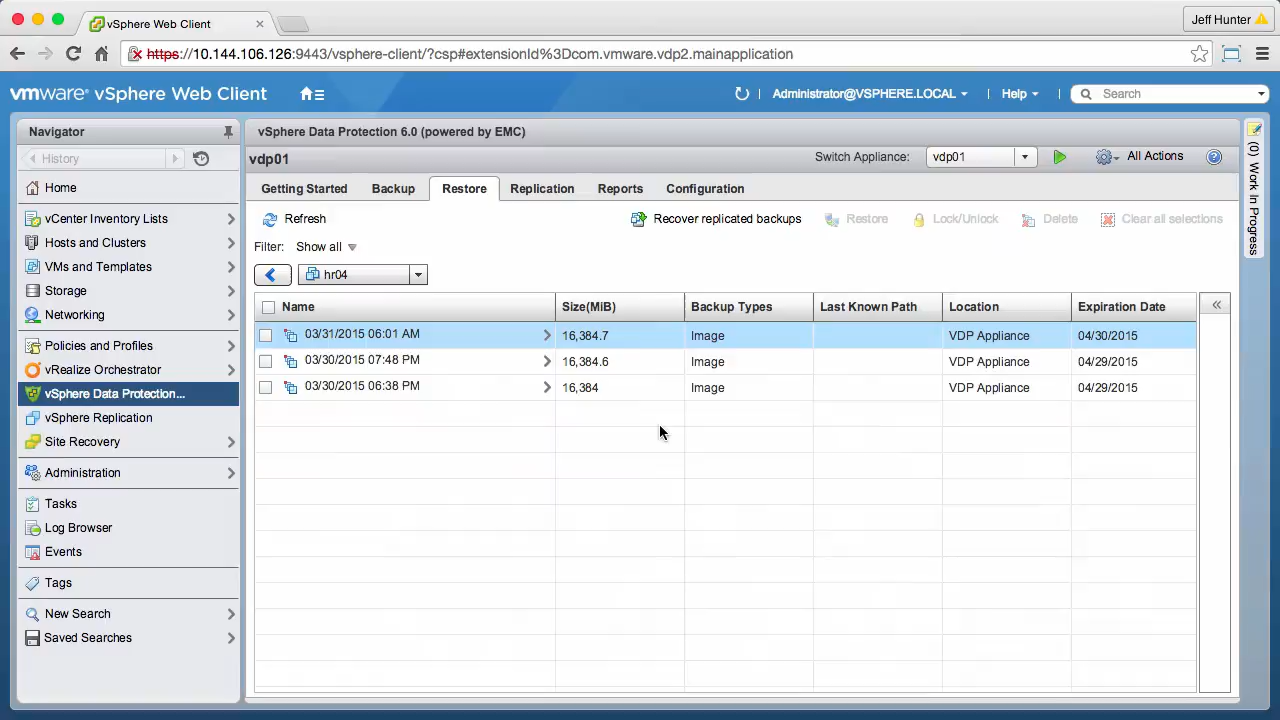 vSphere Web Client
Jeff Hunter
https://10.144.106.126:9443/vsphere-client/?csp#extensionId%3Dcom.vmware.vdp2.mainapplication
vmware® vSphere Web Client
Administrator@VSPHERE.LOCAL
Help
Search
Navigator
History
Home
vCenter Inventory Lists
Hosts and Clusters
VMs and Templates
Storage
Networking
Policies and Profiles
vRealize Orchestrator
vSphere Data Protection...
vSphere Replication
Site Recovery
Administration
Tasks
Log Browser
Events
Tags
New Search
Saved Searches
vSphere Data Protection 6.0 (powered by EMC)
vdp01
Switch Appliance: vdp01
All Actions
Getting Started Backup Restore Replication Reports Configuration
Refresh
Recover replicated backups Restore Lock/Unlock Delete Clear all selections
Filter: Show all
hr04
Name Size(MiB) Backup Types Last Known Path Location Expiration Date
03/31/2015 06:01 AM 16,384.7 Image VDP Appliance 04/30/2015
03/30/2015 07:48 PM 16,384.6 Image VDP Appliance 04/29/2015
03/30/2015 06:38 PM 16,384 Image VDP Appliance 04/29/2015
(0) Work In Progress